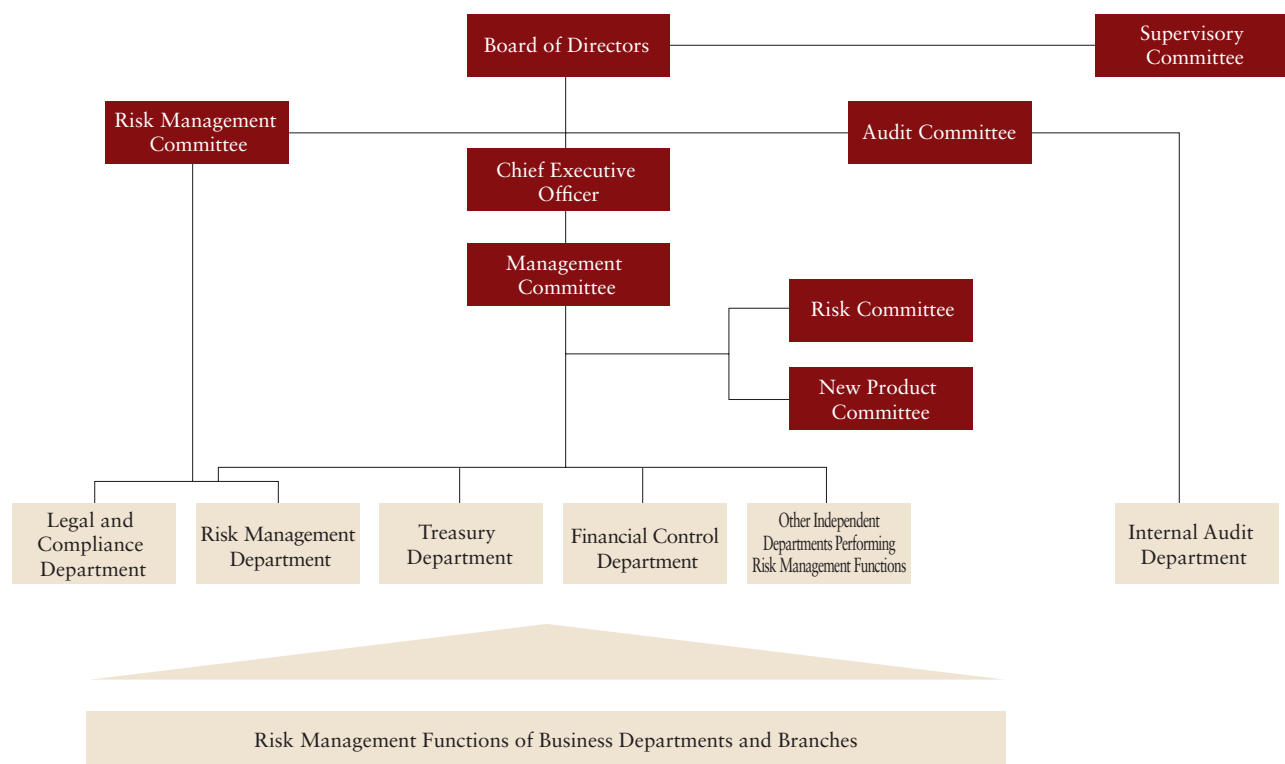 Board of Directors
Supervisory
Committee
Risk Management
Committee
Audit Committee
Chief Executive
Officer
Management
Committee
Risk Committee
New Product
Committee
Legal and
Compliance
Department
Risk Management
Department
Treasury
Department
Financial Control
Department
Other Independent
Departments Performing
Risk Management Functions
Internal Audit
Department
Risk Management Functions of Business Departments and Branches